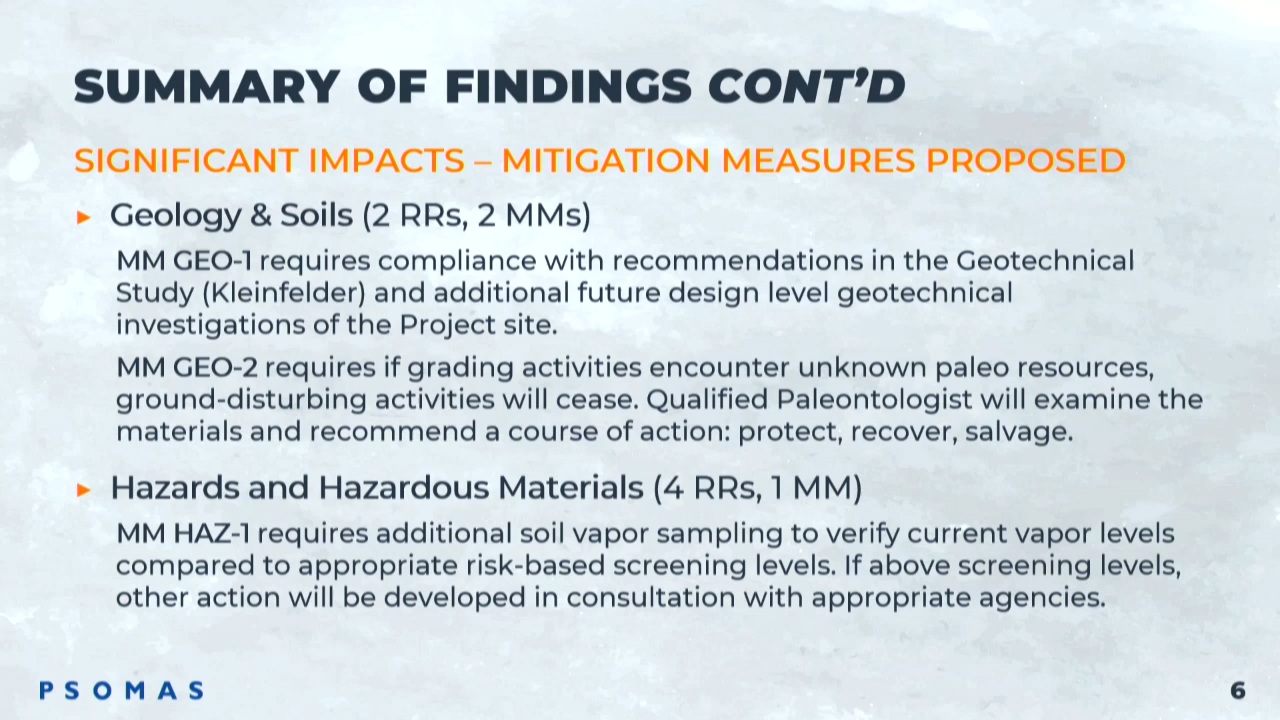 SUMMARY OF FINDINGS CONT'D
SIGNIFICANT IMPACTS – MITIGATION MEASURES PROPOSED
▸ Geology & Soils (2 RRs, 2 MMs)
MM GEO-1 requires compliance with recommendations in the Geotechnical
Study (Kleinfelder) and additional future design level geotechnical
investigations of the Project site.
MM GEO-2 requires if grading activities encounter unknown paleo resources,
ground-disturbing activities will cease. Qualified Paleontologist will examine the
materials and recommend a course of action: protect, recover, salvage.
▸ Hazards and Hazardous Materials (4 RRs, 1 MM)
MM HAZ-1 requires additional soil vapor sampling to verify current vapor levels
compared to appropriate risk-based screening levels. If above screening levels,
other action will be developed in consultation with appropriate agencies.
PSOMAS
6